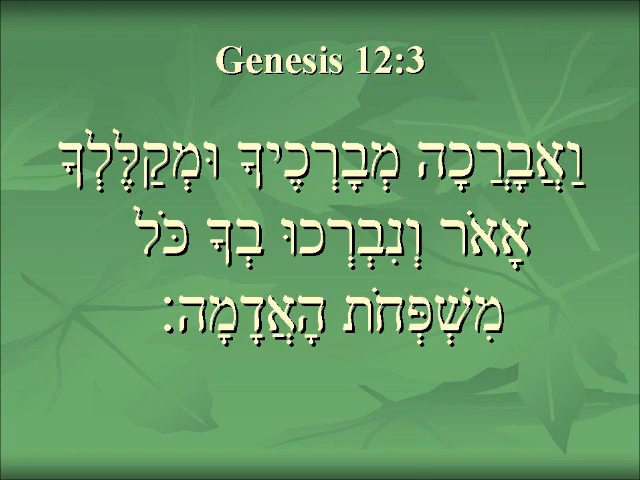 Genesis 12:3
וַאֲבָרֲכָה מְבָרְכֶיךָ וּמְקַלֶּלְךָ
אָאֹר וְנִבְרְכוּ בְךָ כֹּל
מִשְׁפְּחֹת הָאֲדָמָה׃